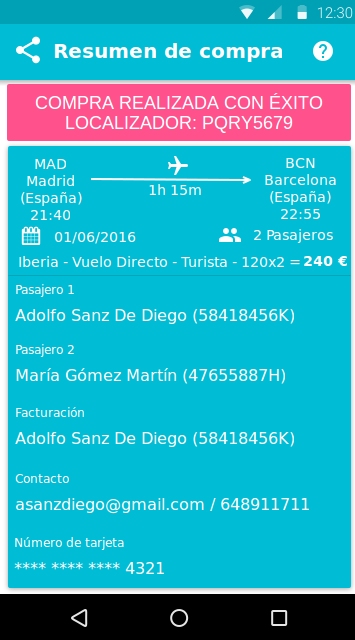 12:30
Resumen de compra
COMPRA REALIZADA CON ÉXITO
LOCALIZADOR: PQRY5679
MAD
Madrid
(España)
21:40
1h 15m
BCN
Barcelona
(España)
22:55
01/06/2016
2 Pasajeros
Iberia - Vuelo Directo - Turista - 120x2 = 240 €
Pasajero 1
Adolfo Sanz De Diego (58418456K)
Pasajero 2
María Gómez Martín (47655887H)
Facturación
Adolfo Sanz De Diego (58418456K)
Contacto
asanzdiego@gmail.com / 648911711
Número de tarjeta
**** **** **** 4321